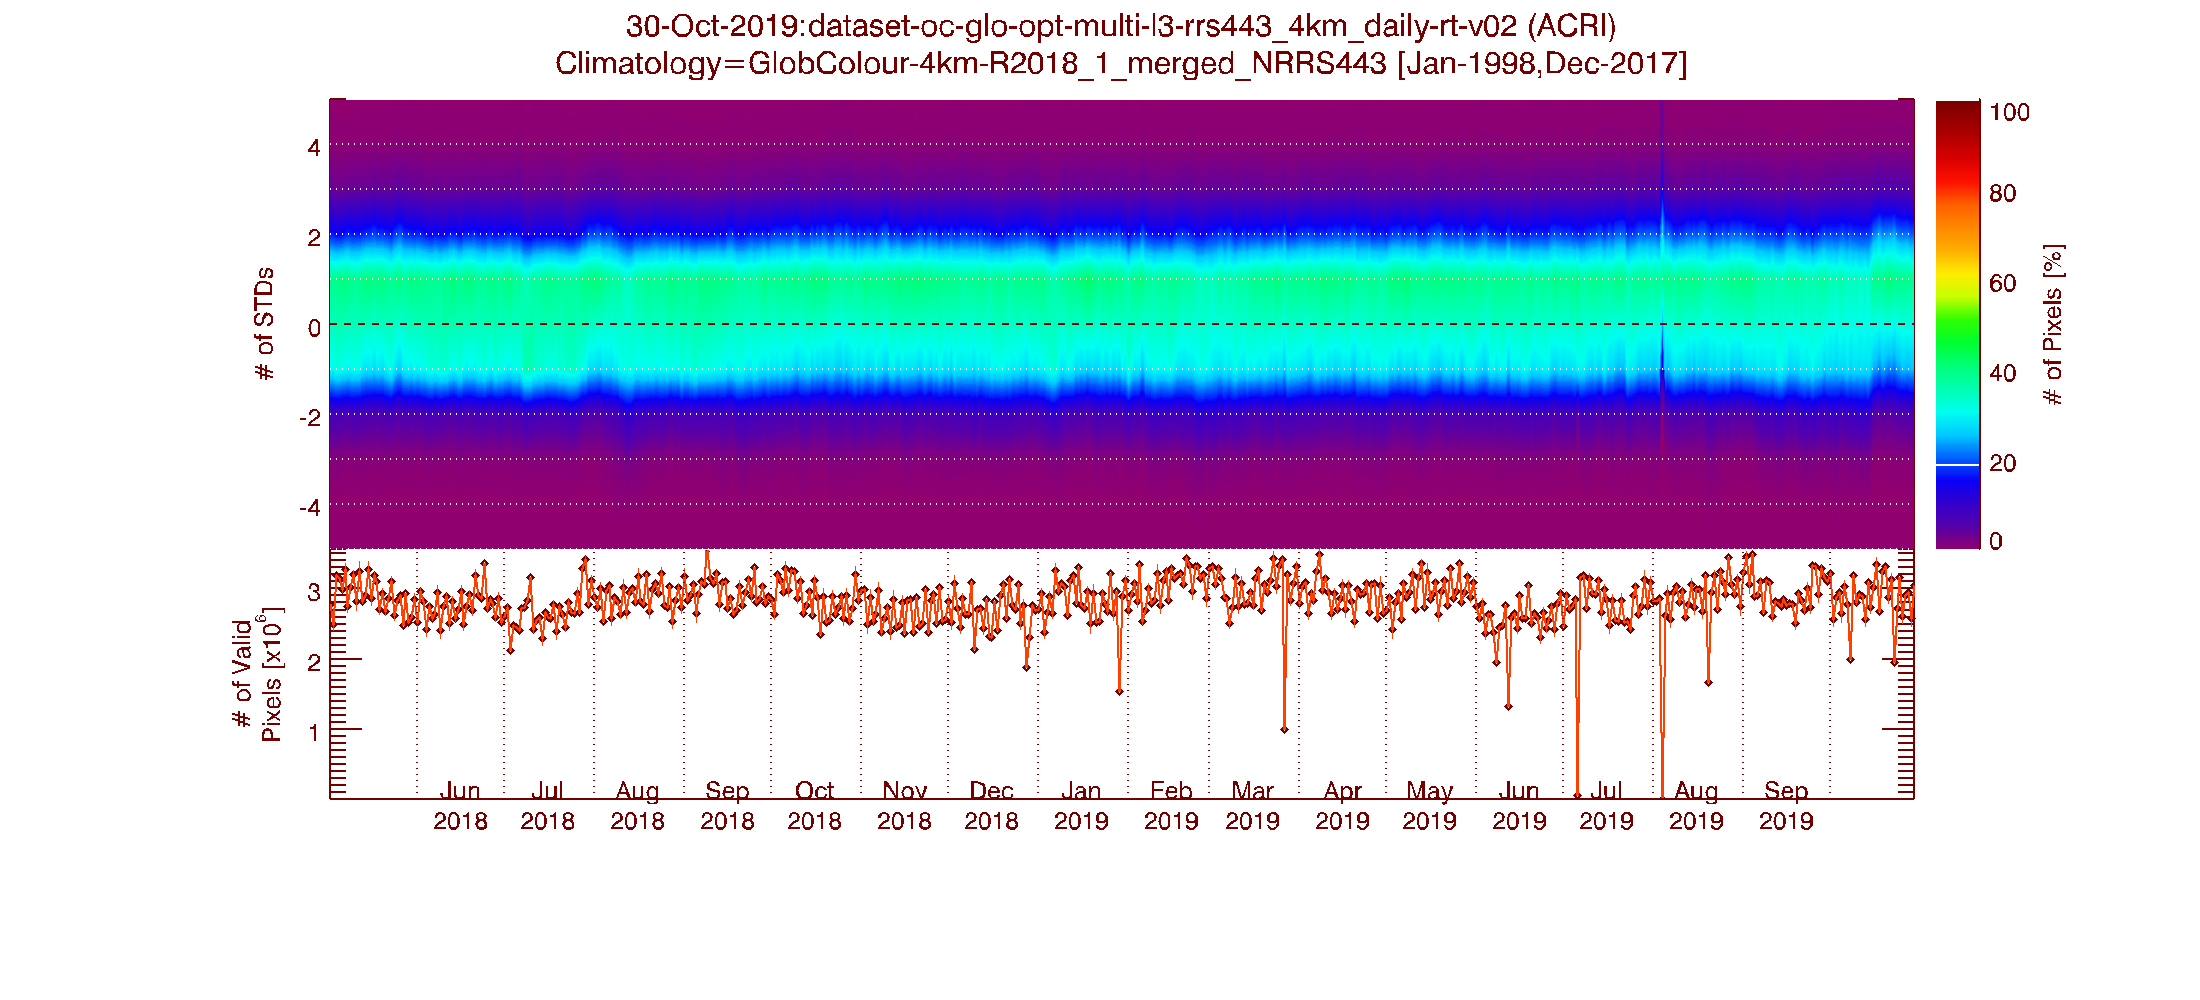 30-Oct-2019:dataset-oc-glo-opt-multi-l3-rrs443_4km_daily-rt-v02 (ACRI)
Climatology=GlobColour-4km-R2018_1_merged_NRRS443 [Jan-1998,Dec-2017]
# of STDs
4
2
0
-2
-4
100
80
60
40
20
0
# of Pixels [%]
# of Valid
Pixels [x10^6]
3
2
1
Jun Jul Aug Sep Oct Nov Dec Jan Feb Mar Apr May Jun Jul Aug Sep
2018 2018 2018 2018 2018 2018 2018 2019 2019 2019 2019 2019 2019 2019 2019 2019